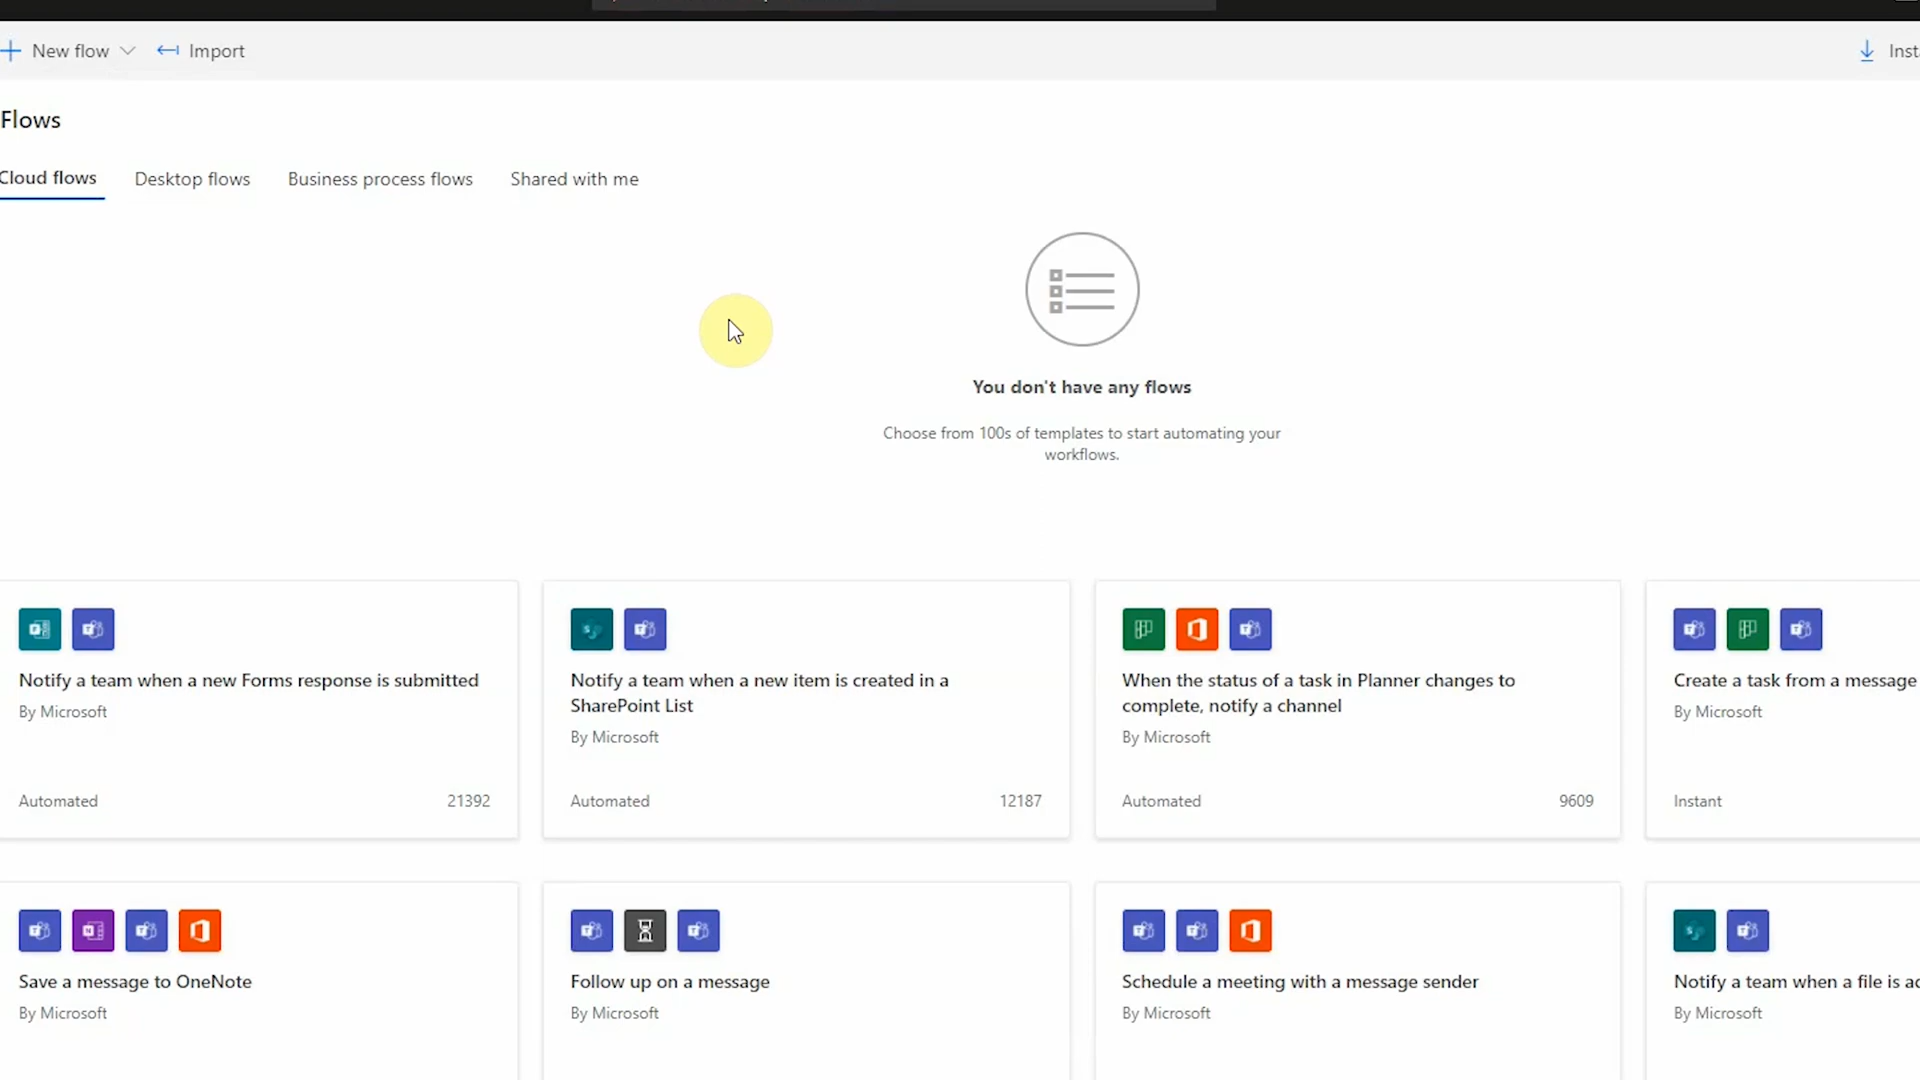 New flow
Import
Flows
Cloud flows
Desktop flows
Business process flows
Shared with me
You don't have any flows
Choose from 100s of templates to start automating your
workflows.
Notify a team when a new Forms response is submitted
By Microsoft
Automated
21392
Notify a team when a new item is created in a
SharePoint List
By Microsoft
Automated
12187
When the status of a task in Planner changes to
complete, notify a channel
By Microsoft
Automated
9609
Create a task from a message
By Microsoft
Instant
Save a message to OneNote
By Microsoft
Follow up on a message
By Microsoft
Schedule a meeting with a message sender
By Microsoft
Notify a team when a file is
By Microsoft